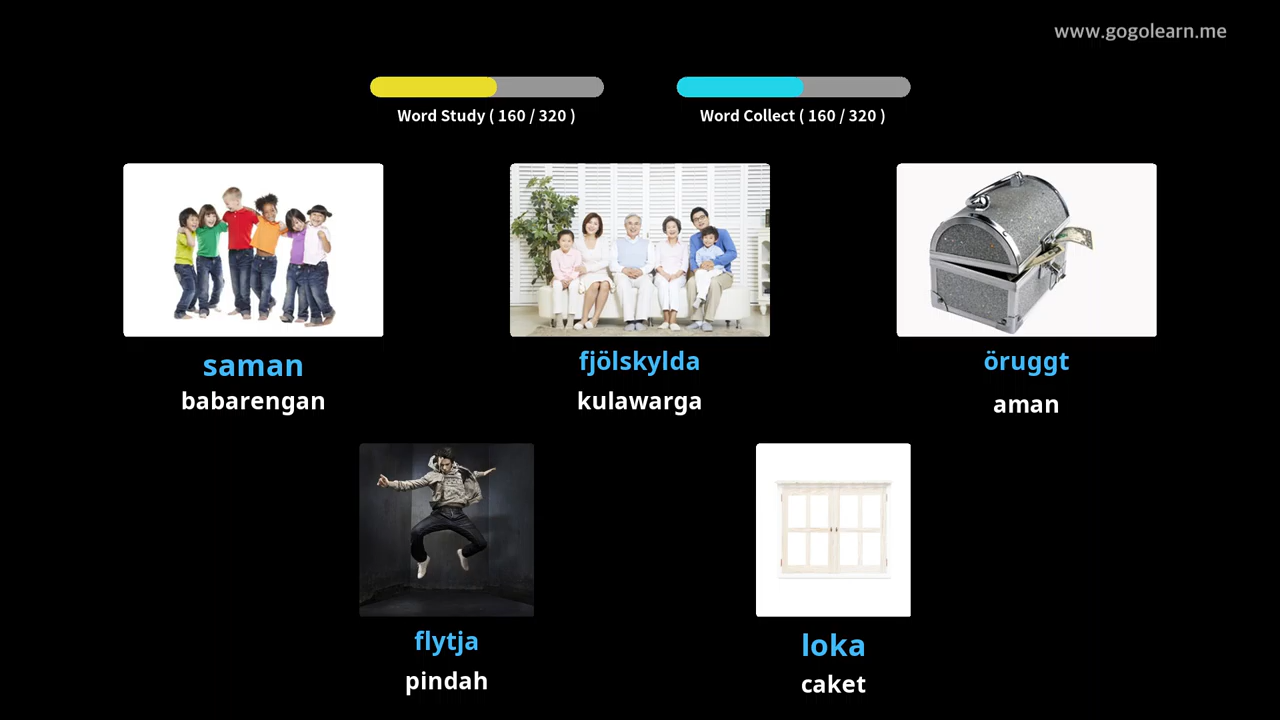 www.gogolearn.me
Word Study ( 160 / 320 )
Word Collect ( 160 / 320 )
saman
babarengan
fjölskylda
kulawarga
öruggt
aman
flytja
pindah
loka
caket